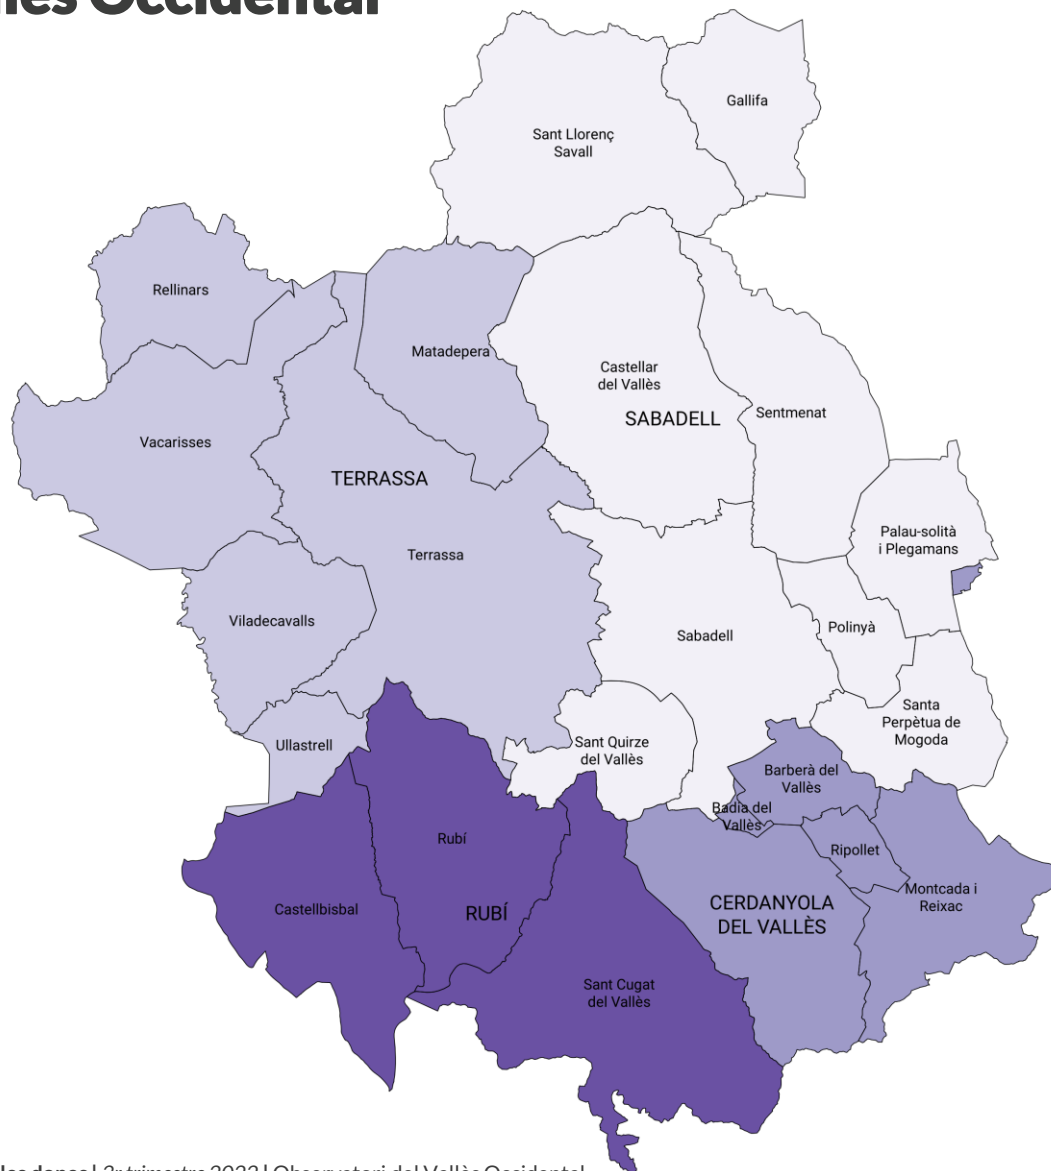 Occidental
Gallifa
Sant Llorenç
Savall
Rellinars
Matadepera
Castellar
del Vallès
SABADELL
Sentmenat
Vacarisses
TERRASSA
Palau-solità
i Plegamans
Terrassa
Viladecavalls
Polinyà
Sabadell
Santa
Perpètua de
Mogoda
Ullastrell
Sant Quirze
del Vallès
Barberà del
Vallès
Badia del
Vallès
Rubí
Ripollet
Montcada i
Reixac
CERDANYOLA
DEL VALLÈS
Castellbisbal
RUBÍ
Sant Cugat
del Vallès